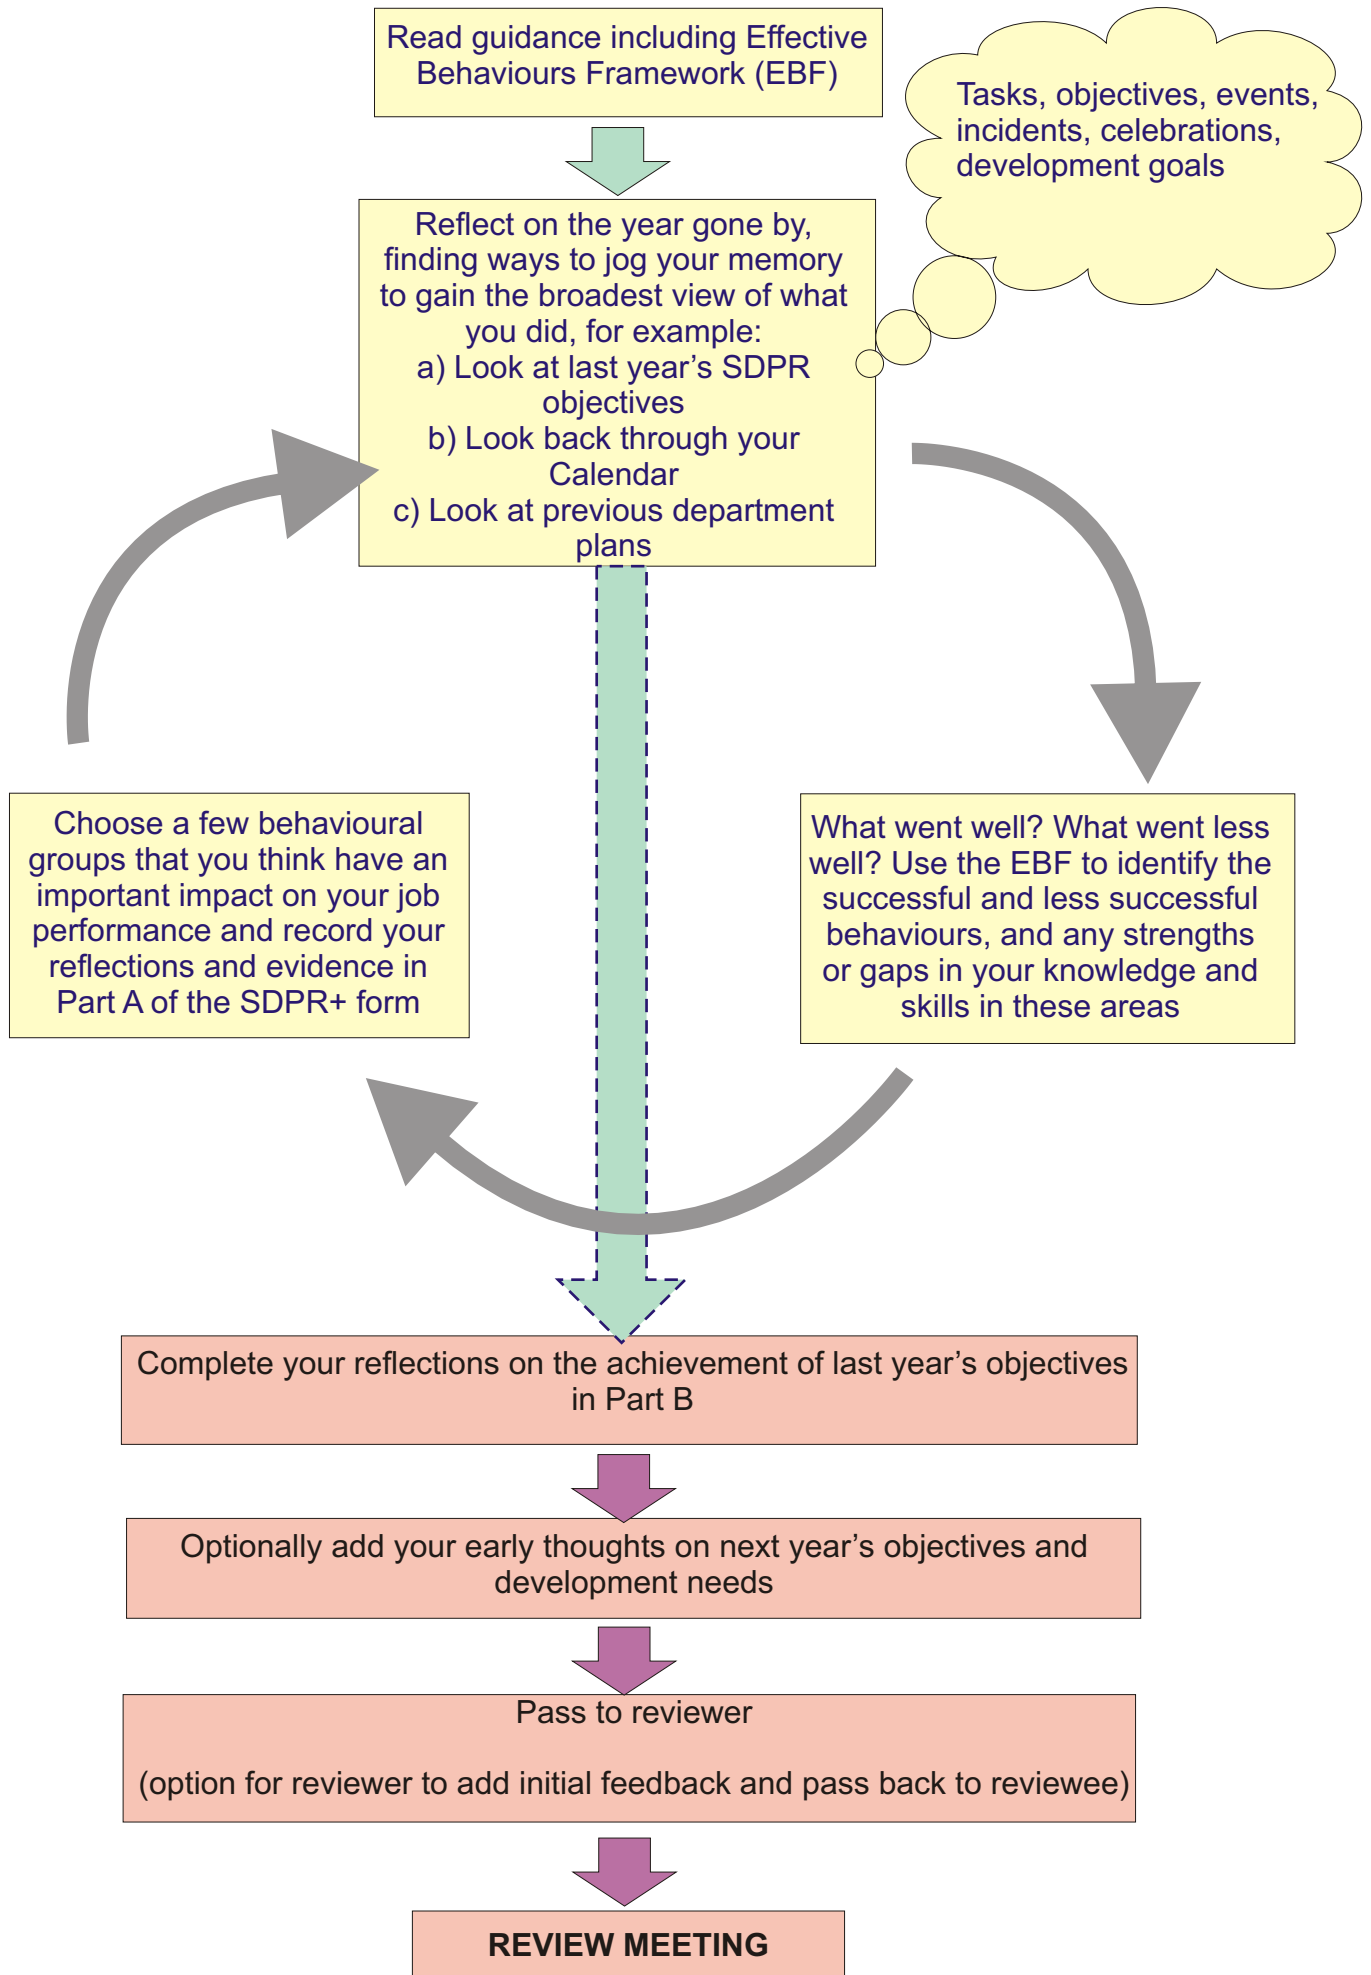 Read guidance including Effective
Behaviours Framework (EBF)
Tasks, objectives, events,
incidents, celebrations,
development goals
Reflect on the year gone by,
finding ways to jog your memory
to gain the broadest view of what
you did, for example:
a) Look at last year’s SDPR
objectives
b) Look back through your
Calendar
c) Look at previous department
plans
What went well? What went less
well? Use the EBF to identify the
successful and less successful
behaviours, and any strengths
or gaps in your knowledge and
skills in these areas
Choose a few behavioural
groups that you think have an
important impact on your job
performance and record your
reflections and evidence in
Part A of the SDPR+ form
Complete your reflections on the achievement of last year’s objectives
in Part B
Optionally add your early thoughts on next year’s objectives and
development needs
Pass to reviewer
(option for reviewer to add initial feedback and pass back to reviewee)
REVIEW MEETING